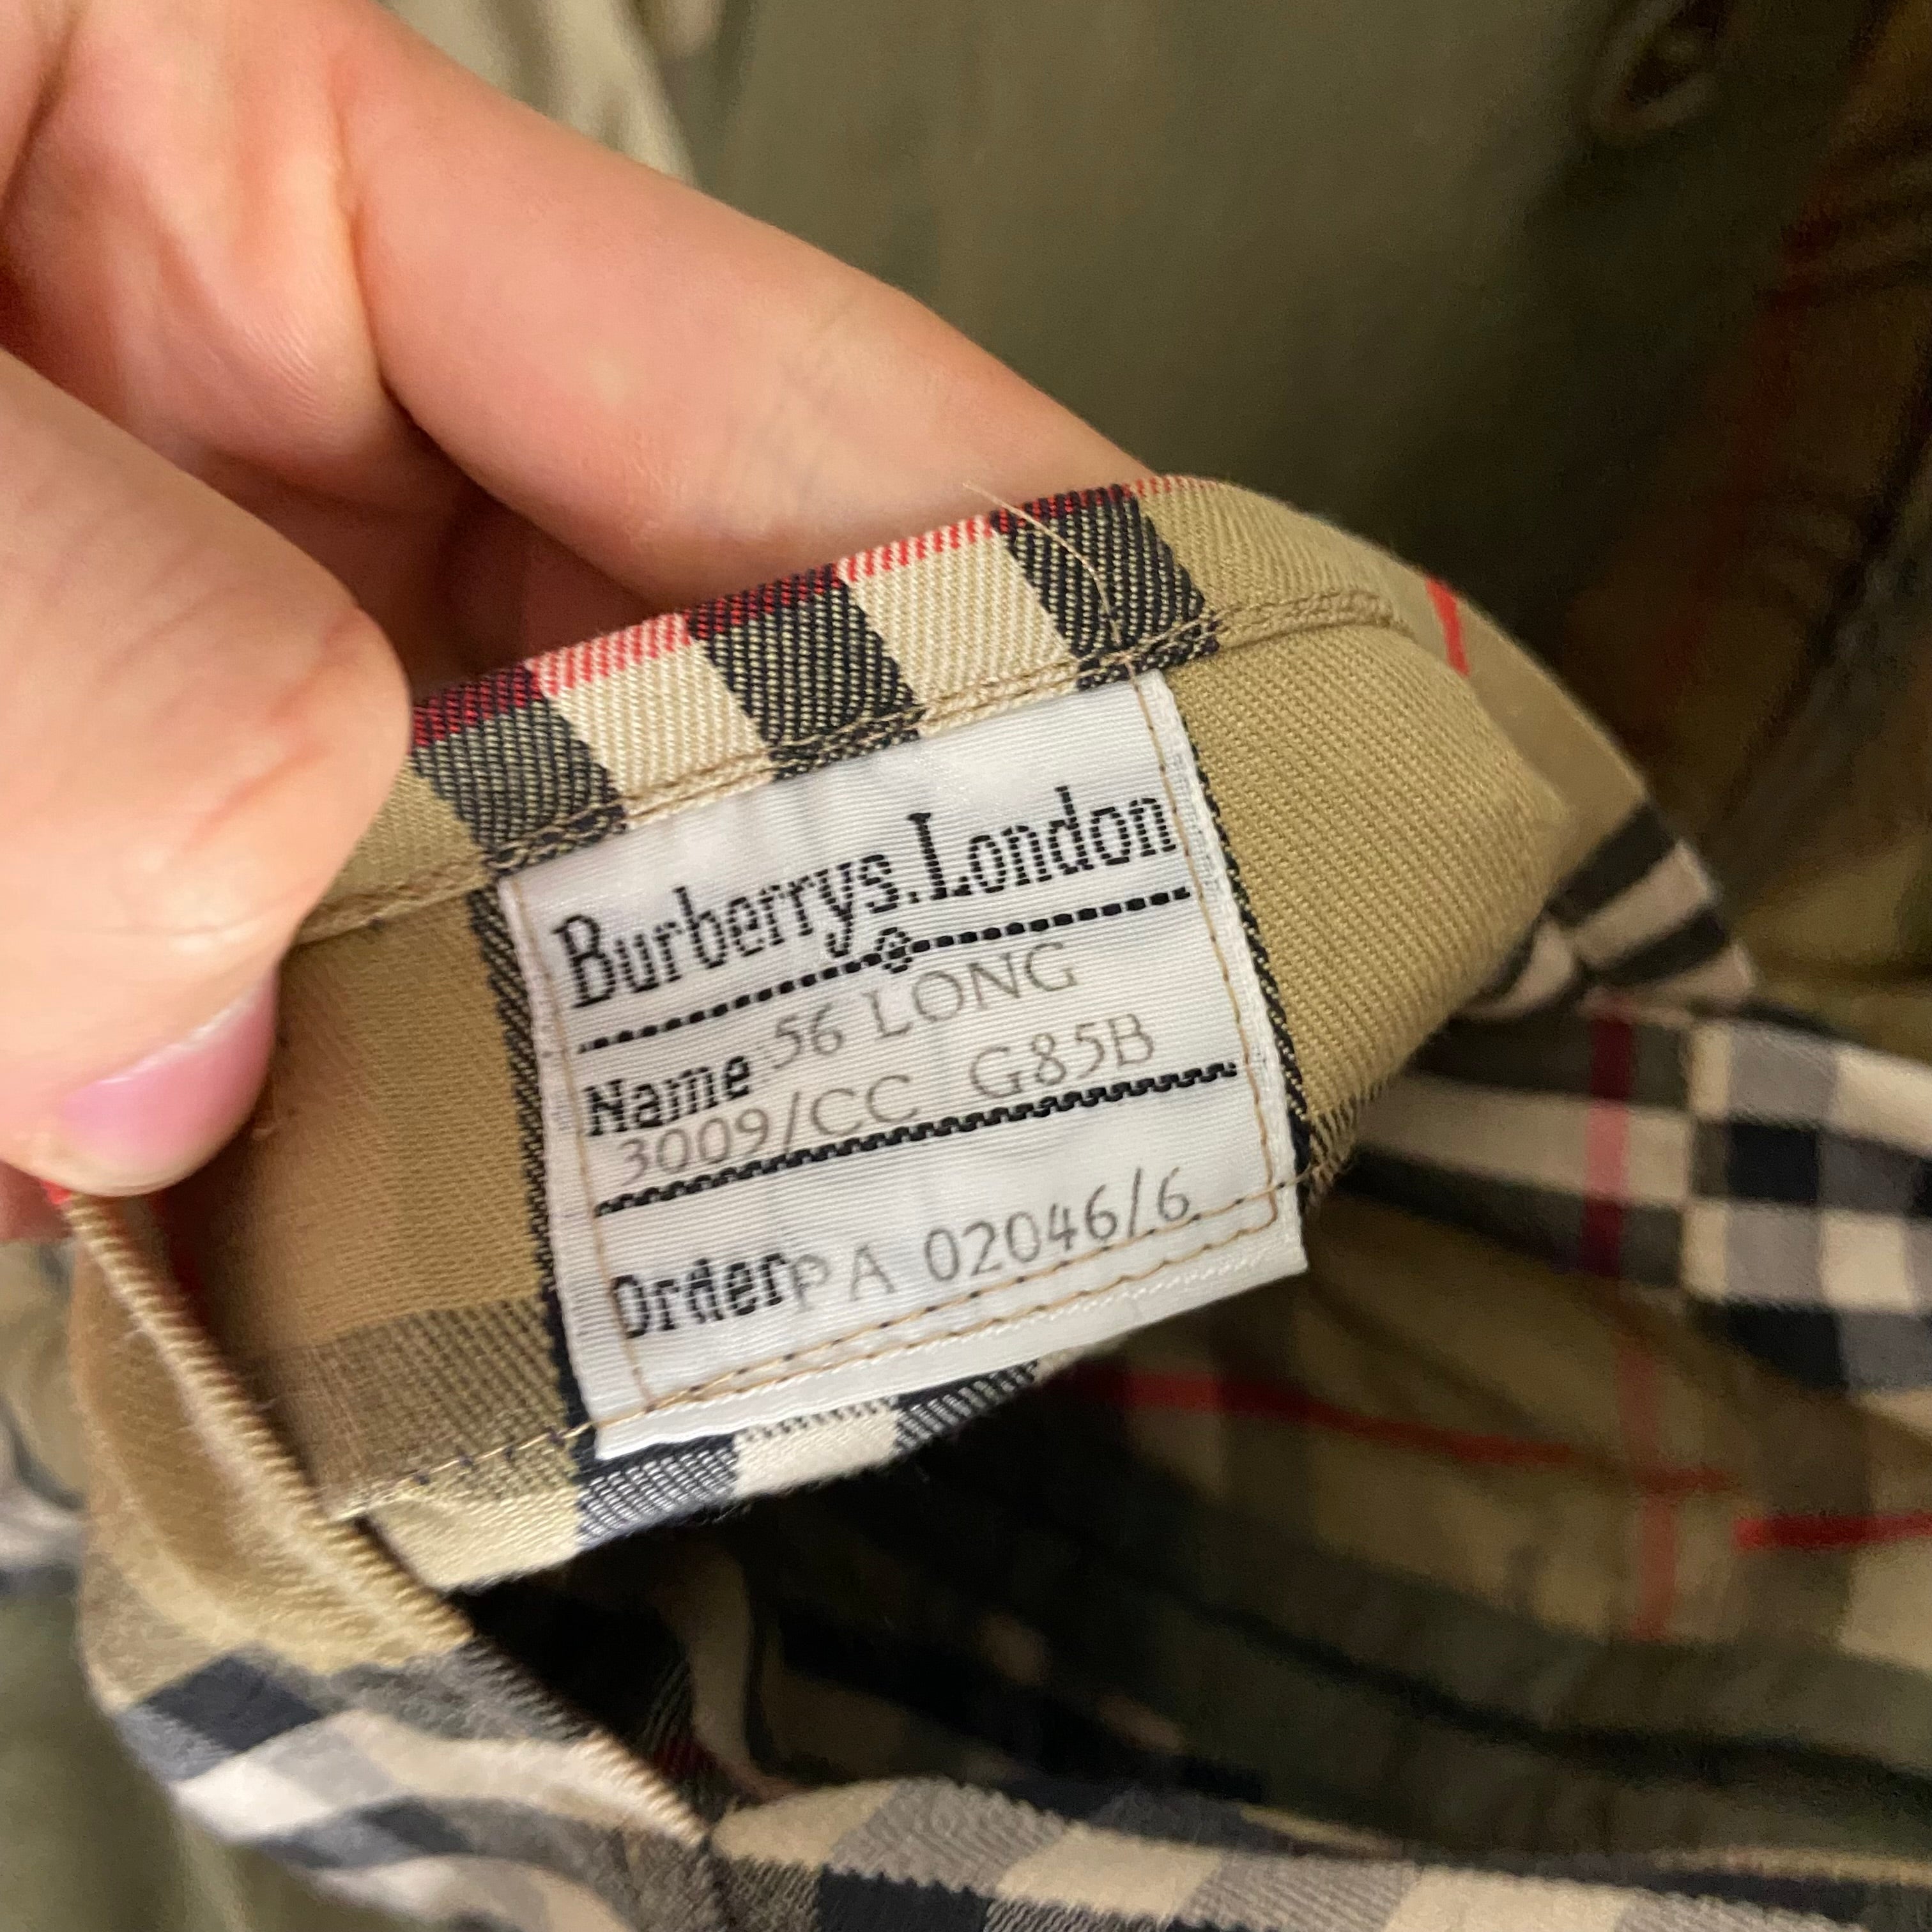 Burberrys.London
Name 56 LONG
3009/CC G85B
Order PA 02046/6